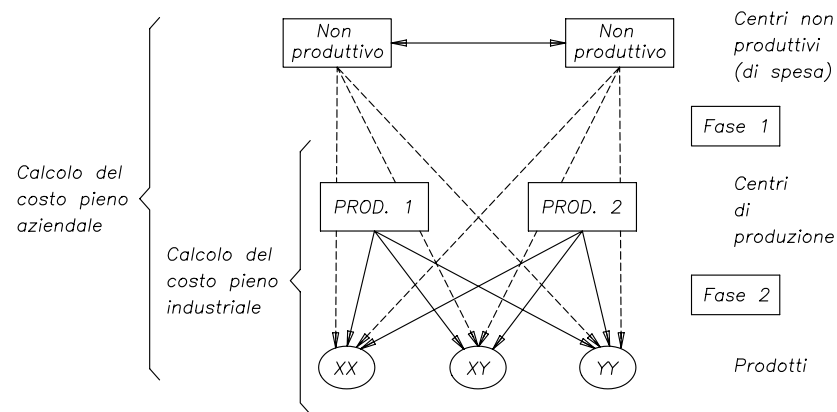 Non
produttivo
Non
produttivo
Centri non
produttivi
(di spesa)
Fase 1
Calcolo del
costo pieno
aziendale
PROD. 1
PROD. 2
Centri
di
produzione
Calcolo del
costo pieno
industriale
Fase 2
XX
XY
YY
Prodotti